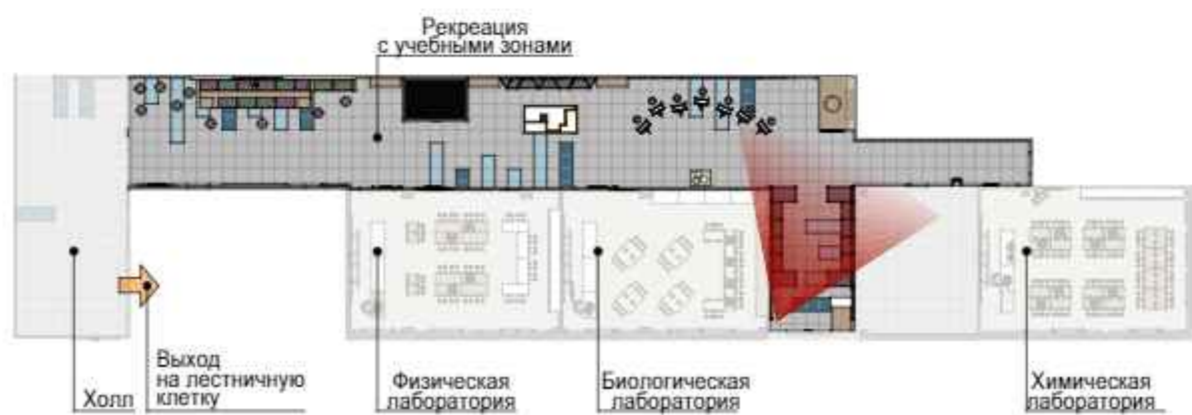 Рекреация
с учебными зонами
Холл
Выход
на лестничную
клетку
Физическая
лаборатория
Биологическая
лаборатория
Химическая
лаборатория